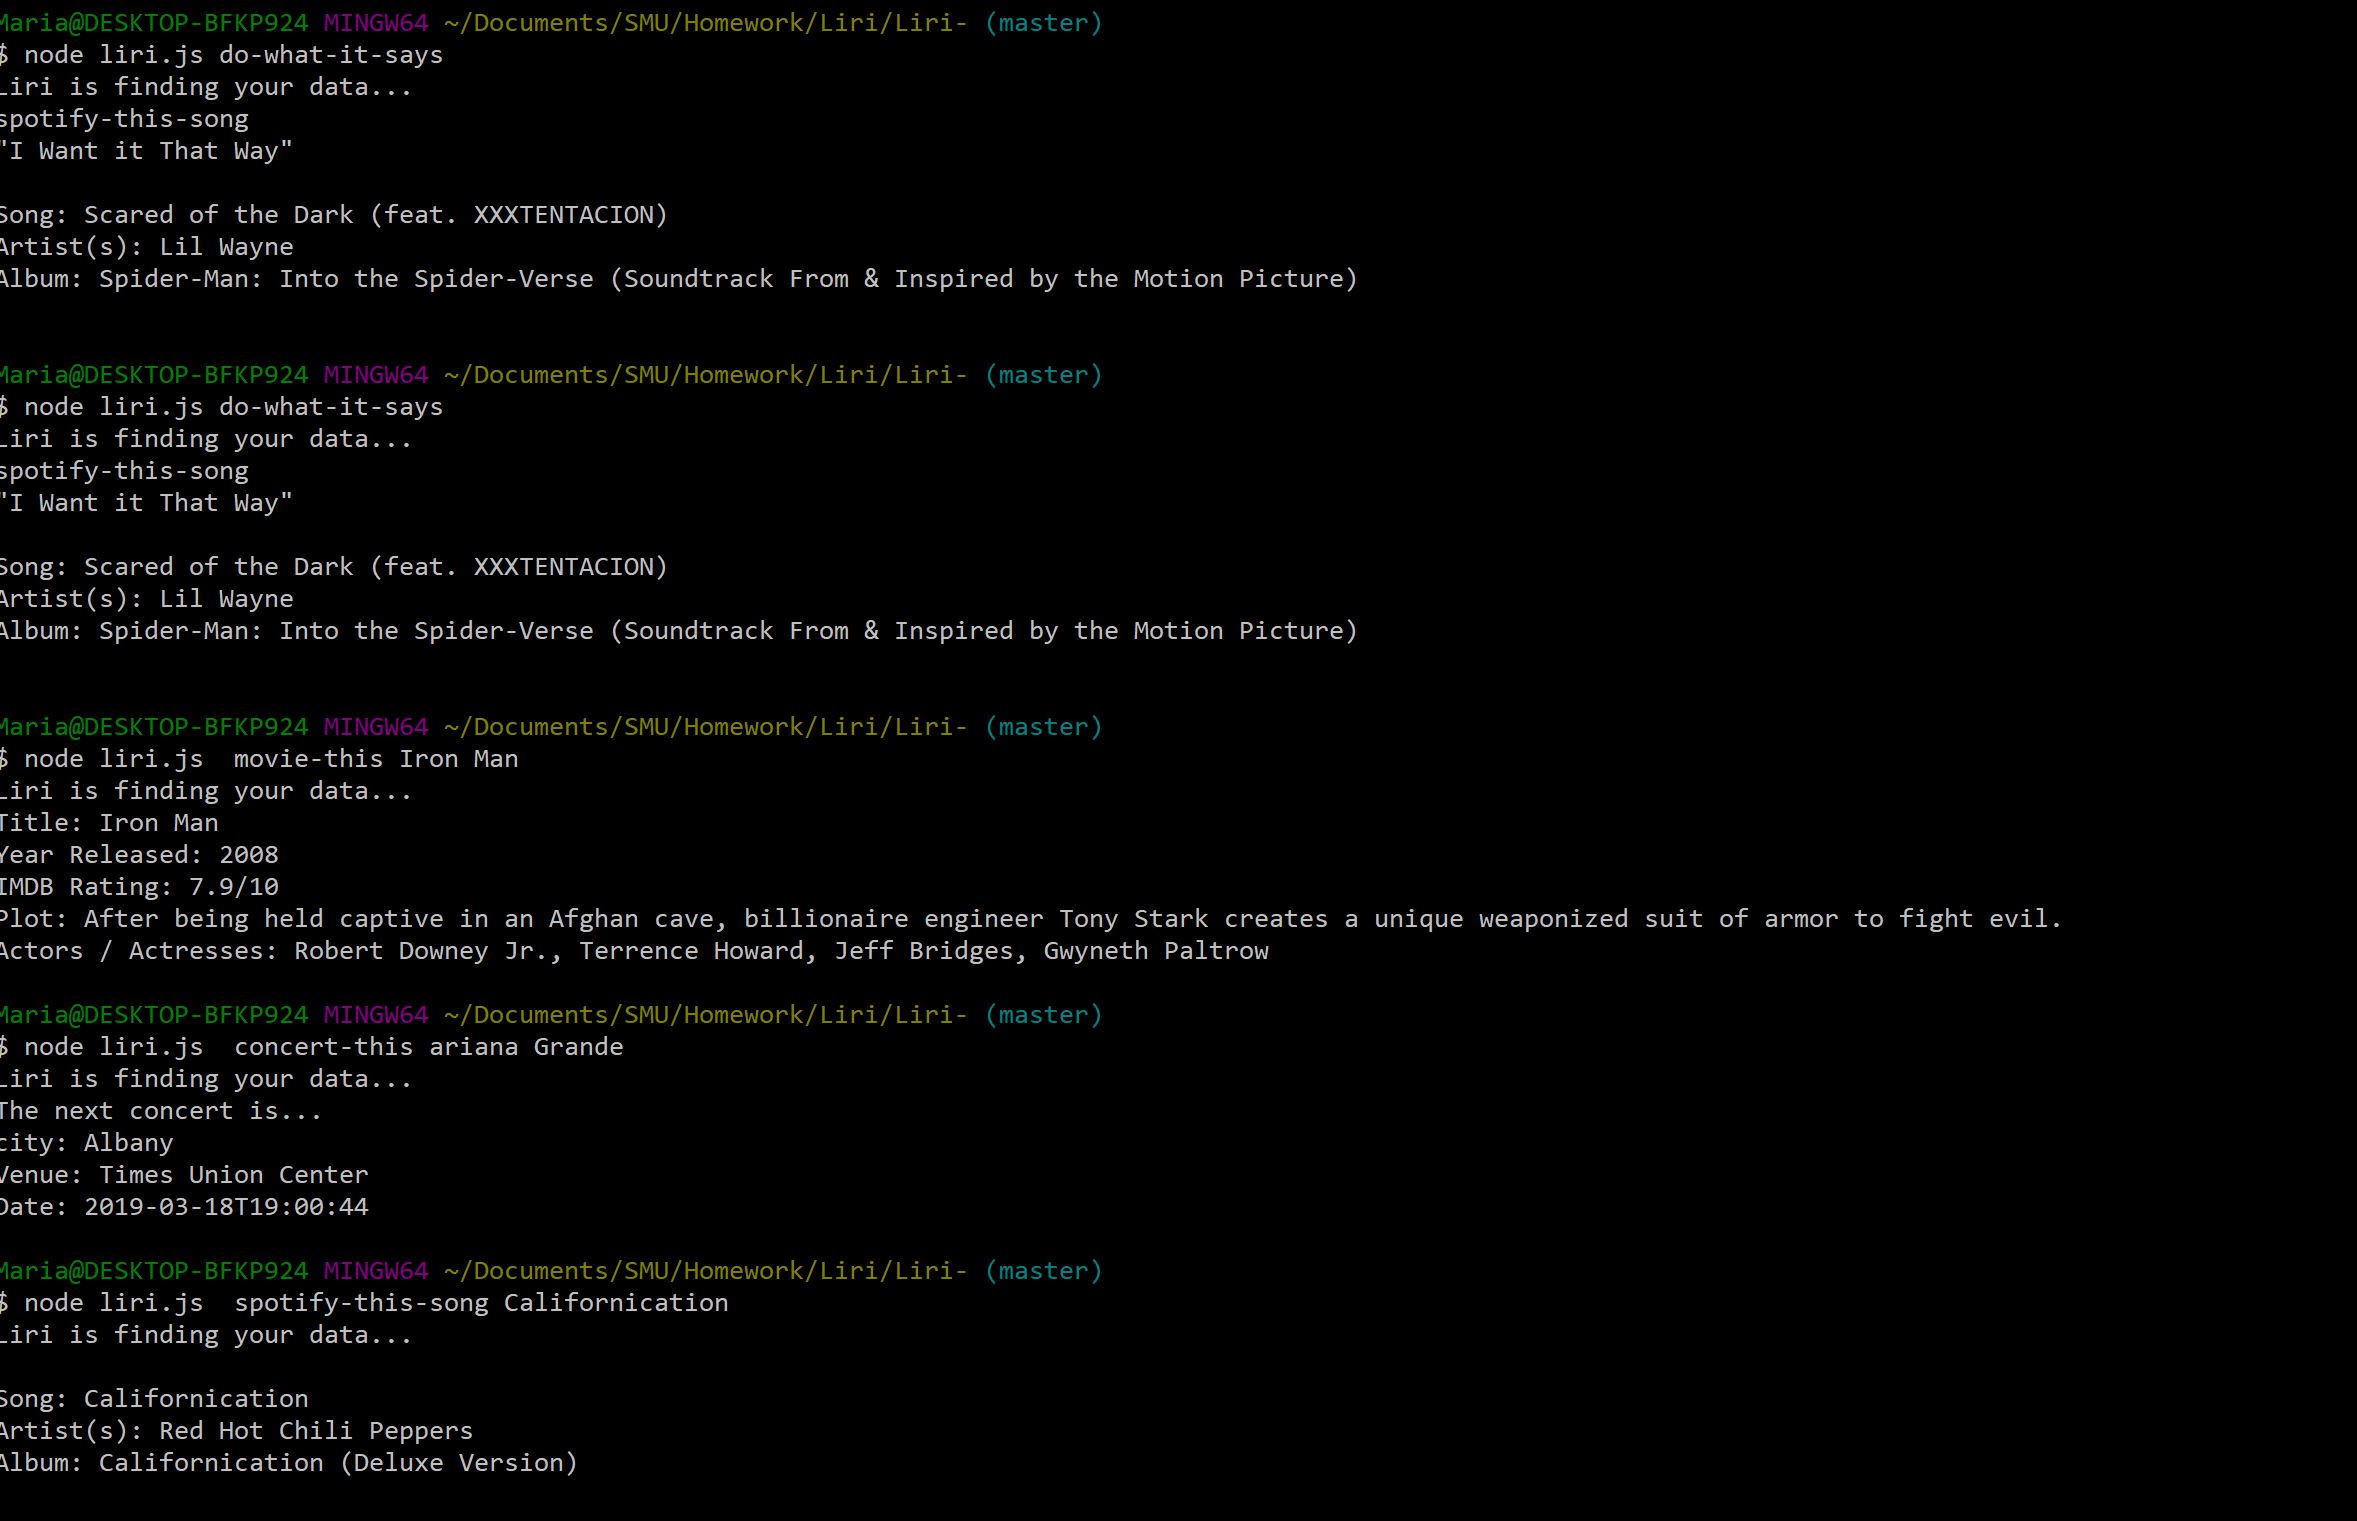 Maria@DESKTOP-BFKP924 MINGW64 ~/Documents/SMU/Homework/Liri/Liri- (master)
$ node liri.js do-what-it-says
Liri is finding your data...
spotify-this-song
"I Want it That Way"
Song: Scared of the Dark (feat. XXXTENTACION)
Artist(s): Lil Wayne
Album: Spider-Man: Into the Spider-Verse (Soundtrack From & Inspired by the Motion Picture)
Maria@DESKTOP-BFKP924 MINGW64 ~/Documents/SMU/Homework/Liri/Liri- (master)
$ node liri.js do-what-it-says
Liri is finding your data...
spotify-this-song
"I Want it That Way"
Song: Scared of the Dark (feat. XXXTENTACION)
Artist(s): Lil Wayne
Album: Spider-Man: Into the Spider-Verse (Soundtrack From & Inspired by the Motion Picture)
Maria@DESKTOP-BFKP924 MINGW64 ~/Documents/SMU/Homework/Liri/Liri- (master)
$ node liri.js  movie-this Iron Man
Liri is finding your data...
Title: Iron Man
Year Released: 2008
IMDB Rating: 7.9/10
Plot: After being held captive in an Afghan cave, billionaire engineer Tony Stark creates a unique weaponized suit of armor to fight evil.
Actors / Actresses: Robert Downey Jr., Terrence Howard, Jeff Bridges, Gwyneth Paltrow
Maria@DESKTOP-BFKP924 MINGW64 ~/Documents/SMU/Homework/Liri/Liri- (master)
$ node liri.js  concert-this ariana Grande
Liri is finding your data...
The next concert is...
city: Albany
Venue: Times Union Center
Date: 2019-03-18T19:00:44
Maria@DESKTOP-BFKP924 MINGW64 ~/Documents/SMU/Homework/Liri/Liri- (master)
$ node liri.js  spotify-this-song Californication
Liri is finding your data...
Song: Californication
Artist(s): Red Hot Chili Peppers
Album: Californication (Deluxe Version)